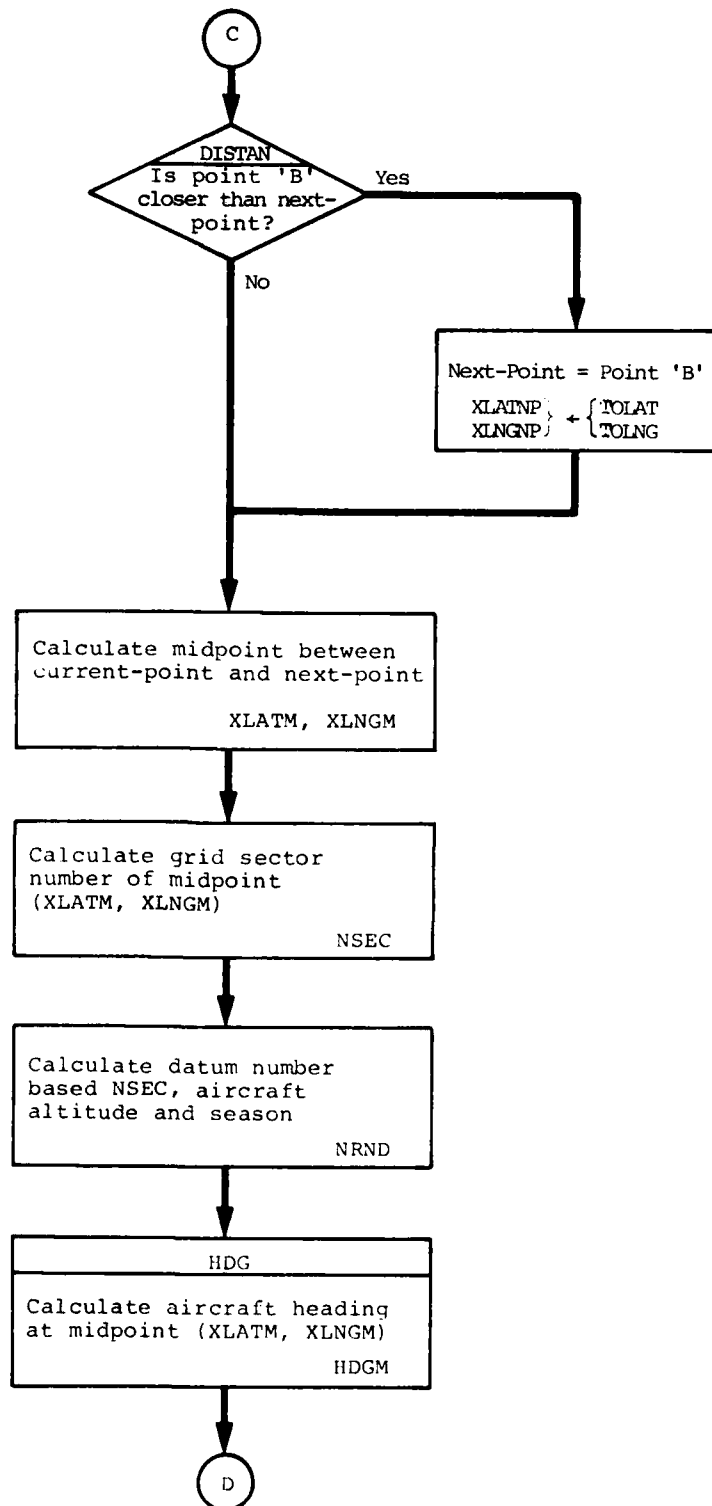 C
DISTAN
Is point 'B'
closer than next-
point?
Yes
No
Next-Point = Point 'B'
XLATNP} ← {TOLAT
XLNGNP} {TOLNG
Calculate midpoint between
current-point and next-point
XLATM, XLNGM
Calculate grid sector
number of midpoint
(XLATM, XLNGM)
NSEC
Calculate datum number
based NSEC, aircraft
altitude and season
NRND
HDG
Calculate aircraft heading
at midpoint (XLATM, XLNGM)
HDGM
D